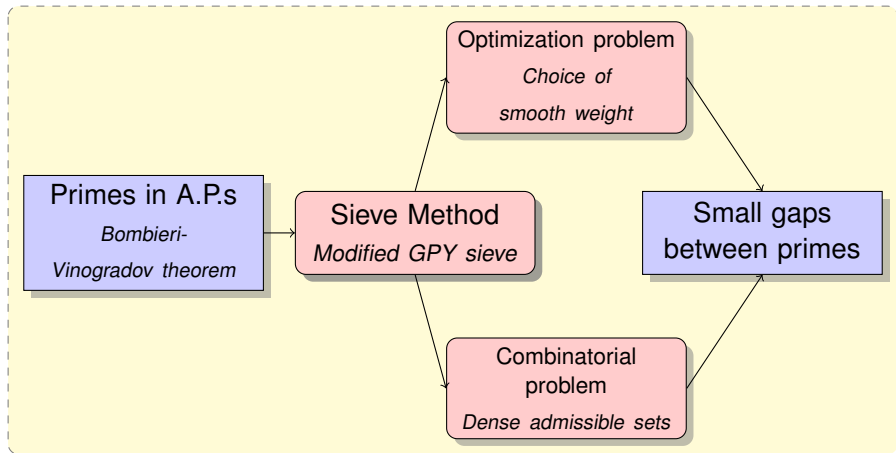 Optimization problem
Choice of
smooth weight
Primes in A.P.s
Bombieri-
Vinogradov theorem
Sieve Method
Modified GPY sieve
Small gaps
between primes
Combinatorial
problem
Dense admissible sets